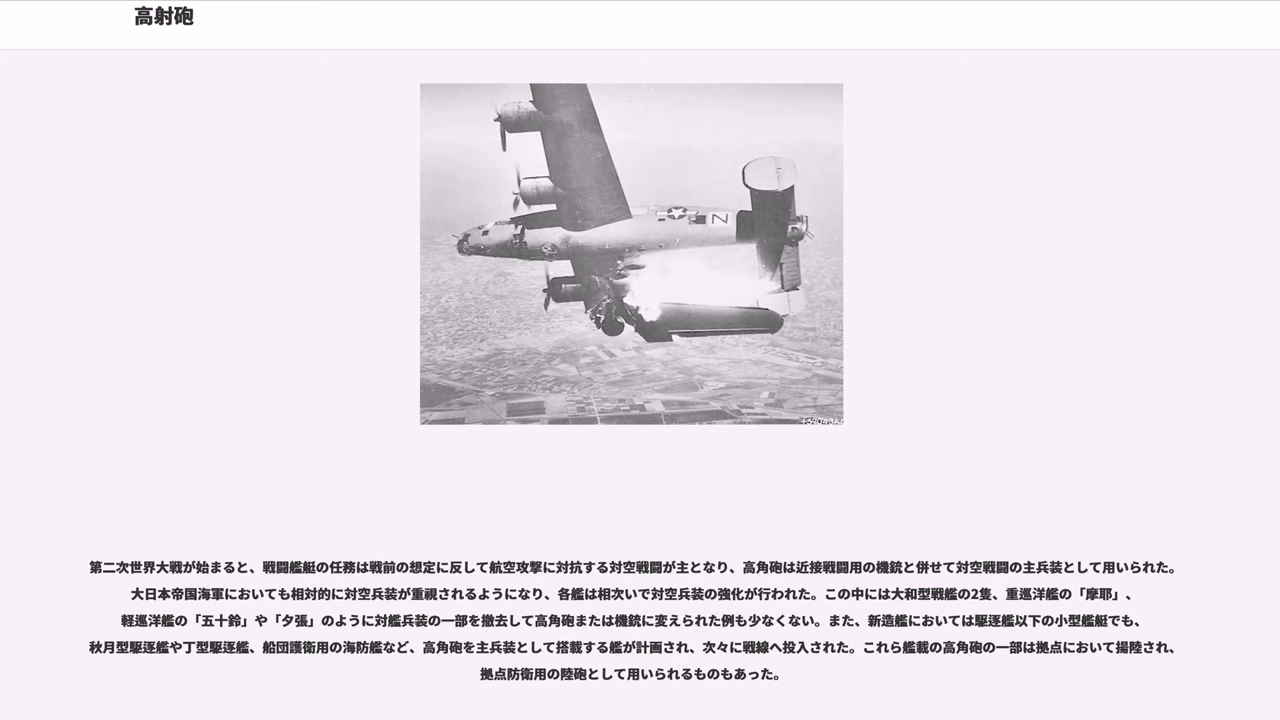 高射砲
N
第二次世界大戦が始まると、戦闘艦艇の任務は戦前の想定に反して航空攻撃に対抗する対空戦闘が主となり、高角砲は近接戦闘用の機銃と併せて対空戦闘の主兵装として用いられた。
大日本帝国海軍においても相対的に対空兵装が重視されるようになり、各艦は相次いで対空兵装の強化が行われた。この中には大和型戦艦の2隻、重巡洋艦の「摩耶」、
軽巡洋艦の「五十鈴」や「夕張」のように対艦兵装の一部を撤去して高角砲または機銃に変えられた例も少なくない。また、新造艦においては駆逐艦以下の小型艦艇でも、
秋月型駆逐艦や丁型駆逐艦、船団護衛用の海防艦など、高角砲を主兵装として搭載する艦が計画され、次々に戦線へ投入された。これら艦載の高角砲の一部は拠点において揚陸され、
拠点防衛用の陸砲として用いられるものもあった。